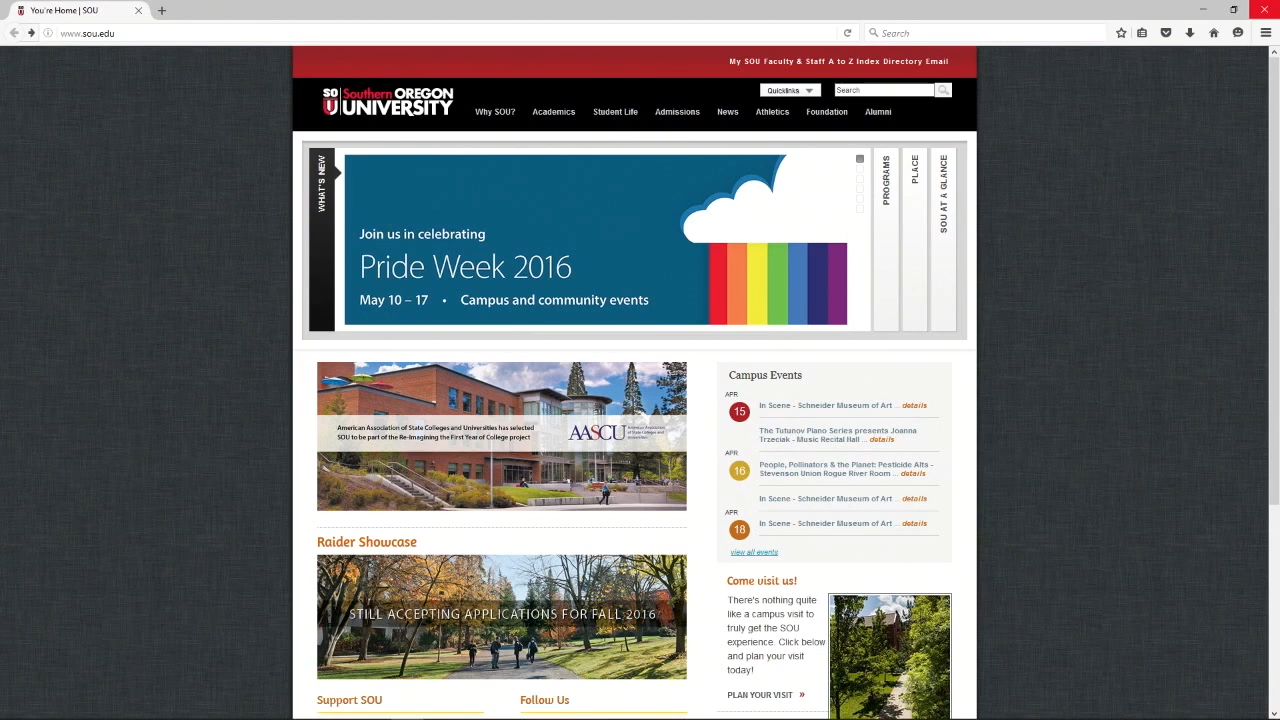 You're Home | SOU
www.sou.edu
Search
My SOU Faculty & Staff A to Z Index Directory Email
SOU Southern OREGON
UNIVERSITY
Quicklinks
Search
Why SOU? Academics Student Life Admissions News Athletics Foundation Alumni
WHAT'S NEW
Join us in celebrating
Pride Week 2016
May 10 – 17 • Campus and community events
PROGRAMS
PLACE
SOU AT A GLANCE
American Association of State Colleges and Universities has selected
SOU to be part of the Re-Imagining the First Year of College project
AASCU
American Association
of State Colleges and
Universities
Raider Showcase
STILL ACCEPTING APPLICATIONS FOR FALL 2016
Support SOU
Follow Us
Campus Events
APR
15
In Scene - Schneider Museum of Art ... details
The Tutunov Piano Series presents Joanna
Trzeciak - Music Recital Hall ... details
APR
16
People, Pollinators & the Planet: Pesticide Alts -
Stevenson Union Rogue River Room ... details
In Scene - Schneider Museum of Art ... details
APR
18
In Scene - Schneider Museum of Art ... details
view all events
Come visit us!
There's nothing quite
like a campus visit to
truly get the SOU
experience. Click below
and plan your visit
today!
PLAN YOUR VISIT »